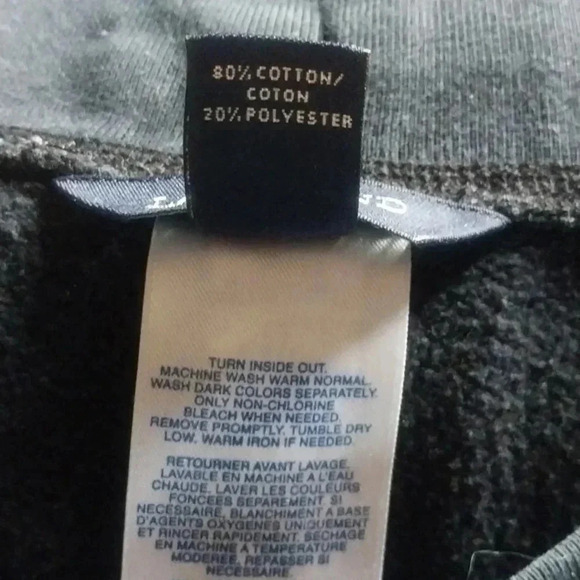 80% COTTON/
COTON
20% POLYESTER
TURN INSIDE OUT.
MACHINE WASH WARM NORMAL.
WASH DARK COLORS SEPARATELY.
ONLY NON-CHLORINE
BLEACH WHEN NEEDED.
REMOVE PROMPTLY. TUMBLE DRY
LOW. WARM IRON IF NEEDED.
RETOURNER AVANT LAVAGE.
LAVABLE EN MACHINE A L'EAU
CHAUDE. LAVER LES COULEURS
FONCEES SEPAREMENT. SI
NECESSAIRE, BLANCHIMENT A BASE
D'AGENTS OXYGENES UNIQUEMENT
ET RINCER RAPIDEMENT. SECHAGE
EN MACHINE A TEMPERATURE
MODEREE. REPASSER SI
NECESSAIRE.